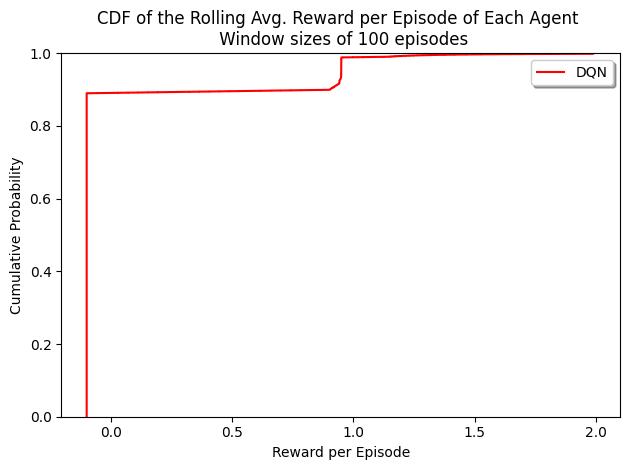 CDF of the Rolling Avg. Reward per Episode of Each Agent
Window sizes of 100 episodes
DQN
1.0
0.8
0.6
0.4
0.2
0.0
Cumulative Probability
0.0 0.5 1.0 1.5 2.0
Reward per Episode